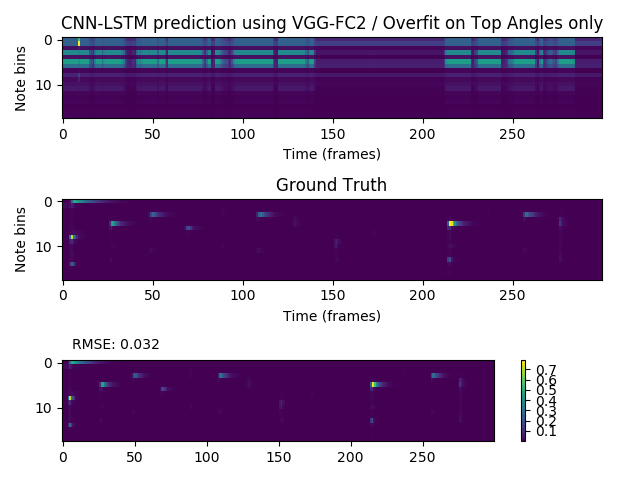 CNN-LSTM prediction using VGG-FC2 / Overfit on Top Angles only
0
10
Note bins
0 50 100 150 200 250
Time (frames)
Ground Truth
0
10
Note bins
0 50 100 150 200 250
Time (frames)
RMSE: 0.032
0
10
0 50 100 150 200 250
0.7
0.6
0.5
0.4
0.3
0.2
0.1